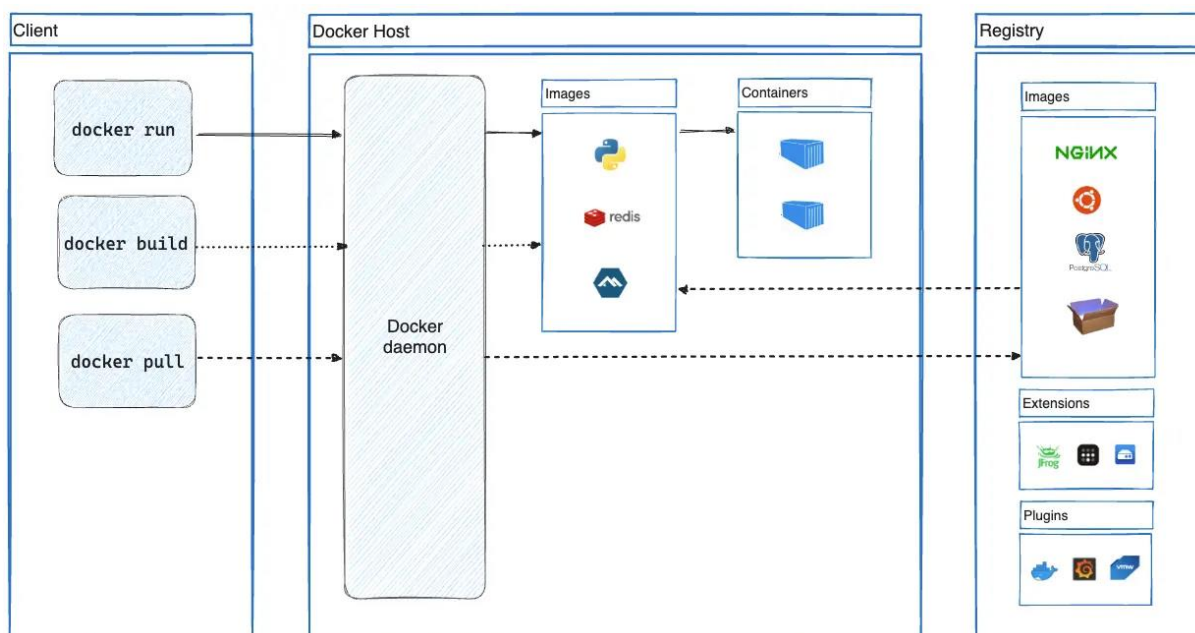 Client
Docker Host
Registry
docker run
docker build
docker pull
Docker
daemon
Images
redis
Containers
Images
NGINX
PostgreSQL
Extensions
JFrog
Plugins
vmw